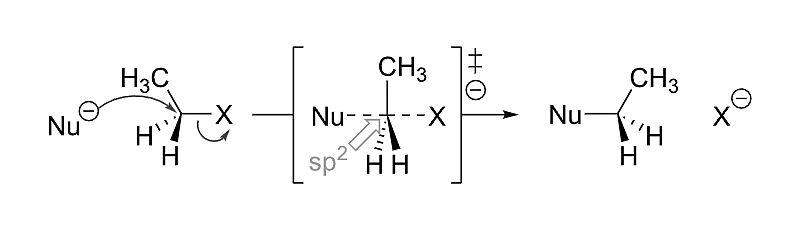 Nu⊖ H₃C X H H
CH₃ Nu X sp² H H ‡ ⊖
Nu CH₃ H H X⊖